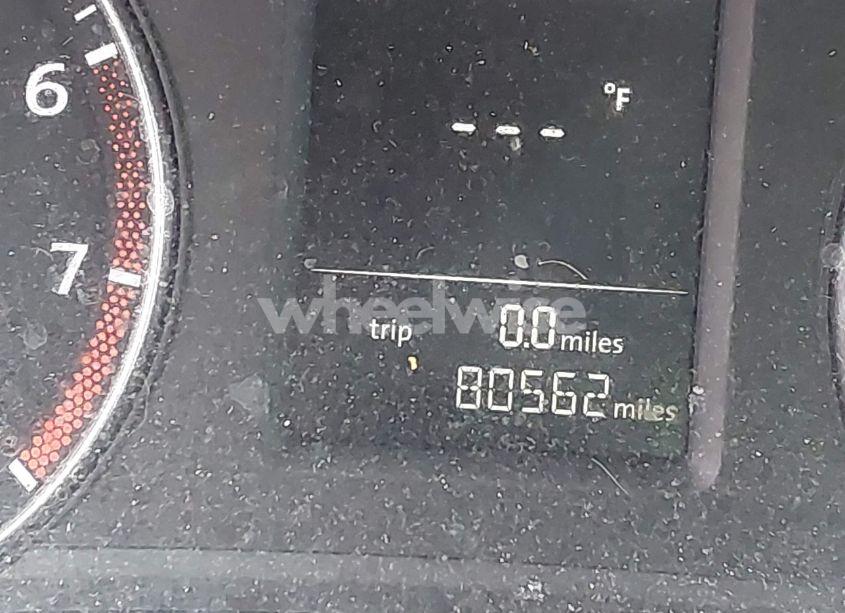 6
°F
---
7
wheelwise
trip 0.0 miles
80562 miles